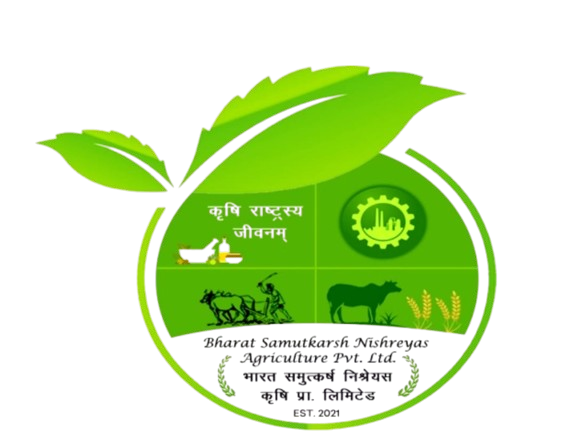 कृषि राष्ट्रस्य
जीवनम्
Bharat Samutkarsh Nishreyas
Agriculture Pvt. Ltd.
भारत समुत्कर्ष निश्रेयस
कृषि प्रा. लिमिटेड
EST. 2021